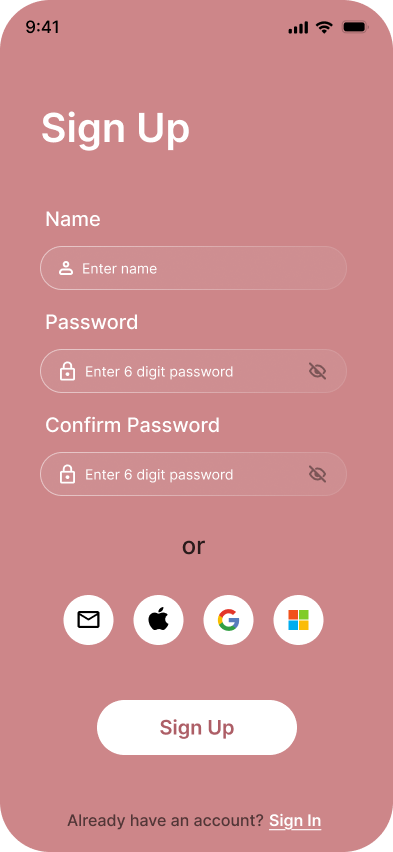 9:41
Sign Up
Name
Enter name
Password
Enter 6 digit password
Confirm Password
Enter 6 digit password
or
Sign Up
Already have an account? Sign In